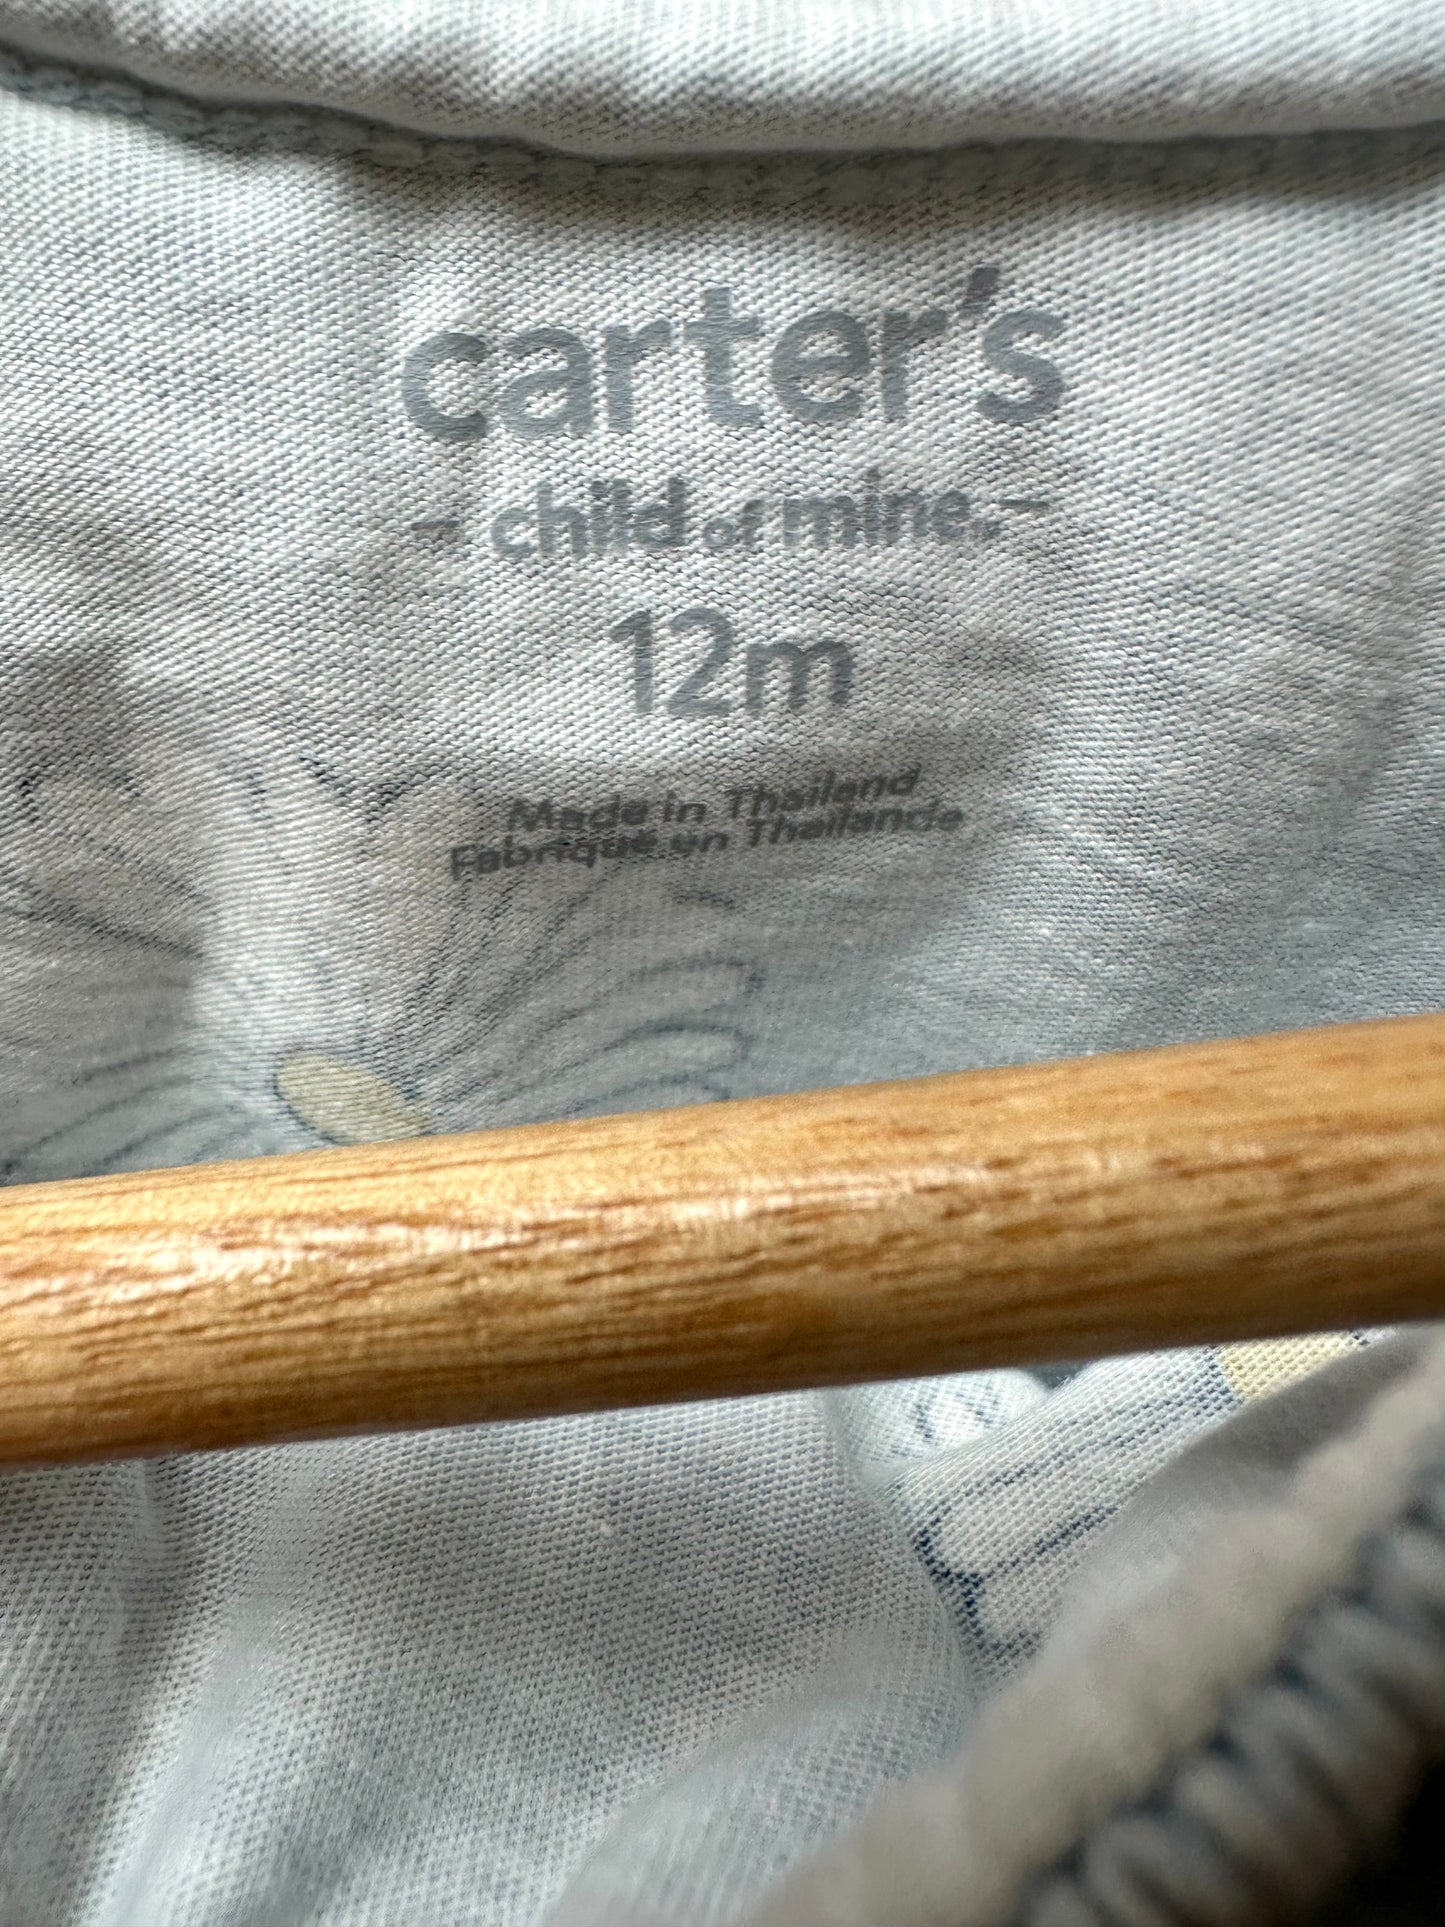 carter's
- child of mine. -
12m
Made in Thailand
Fabriqué en Thaïlande